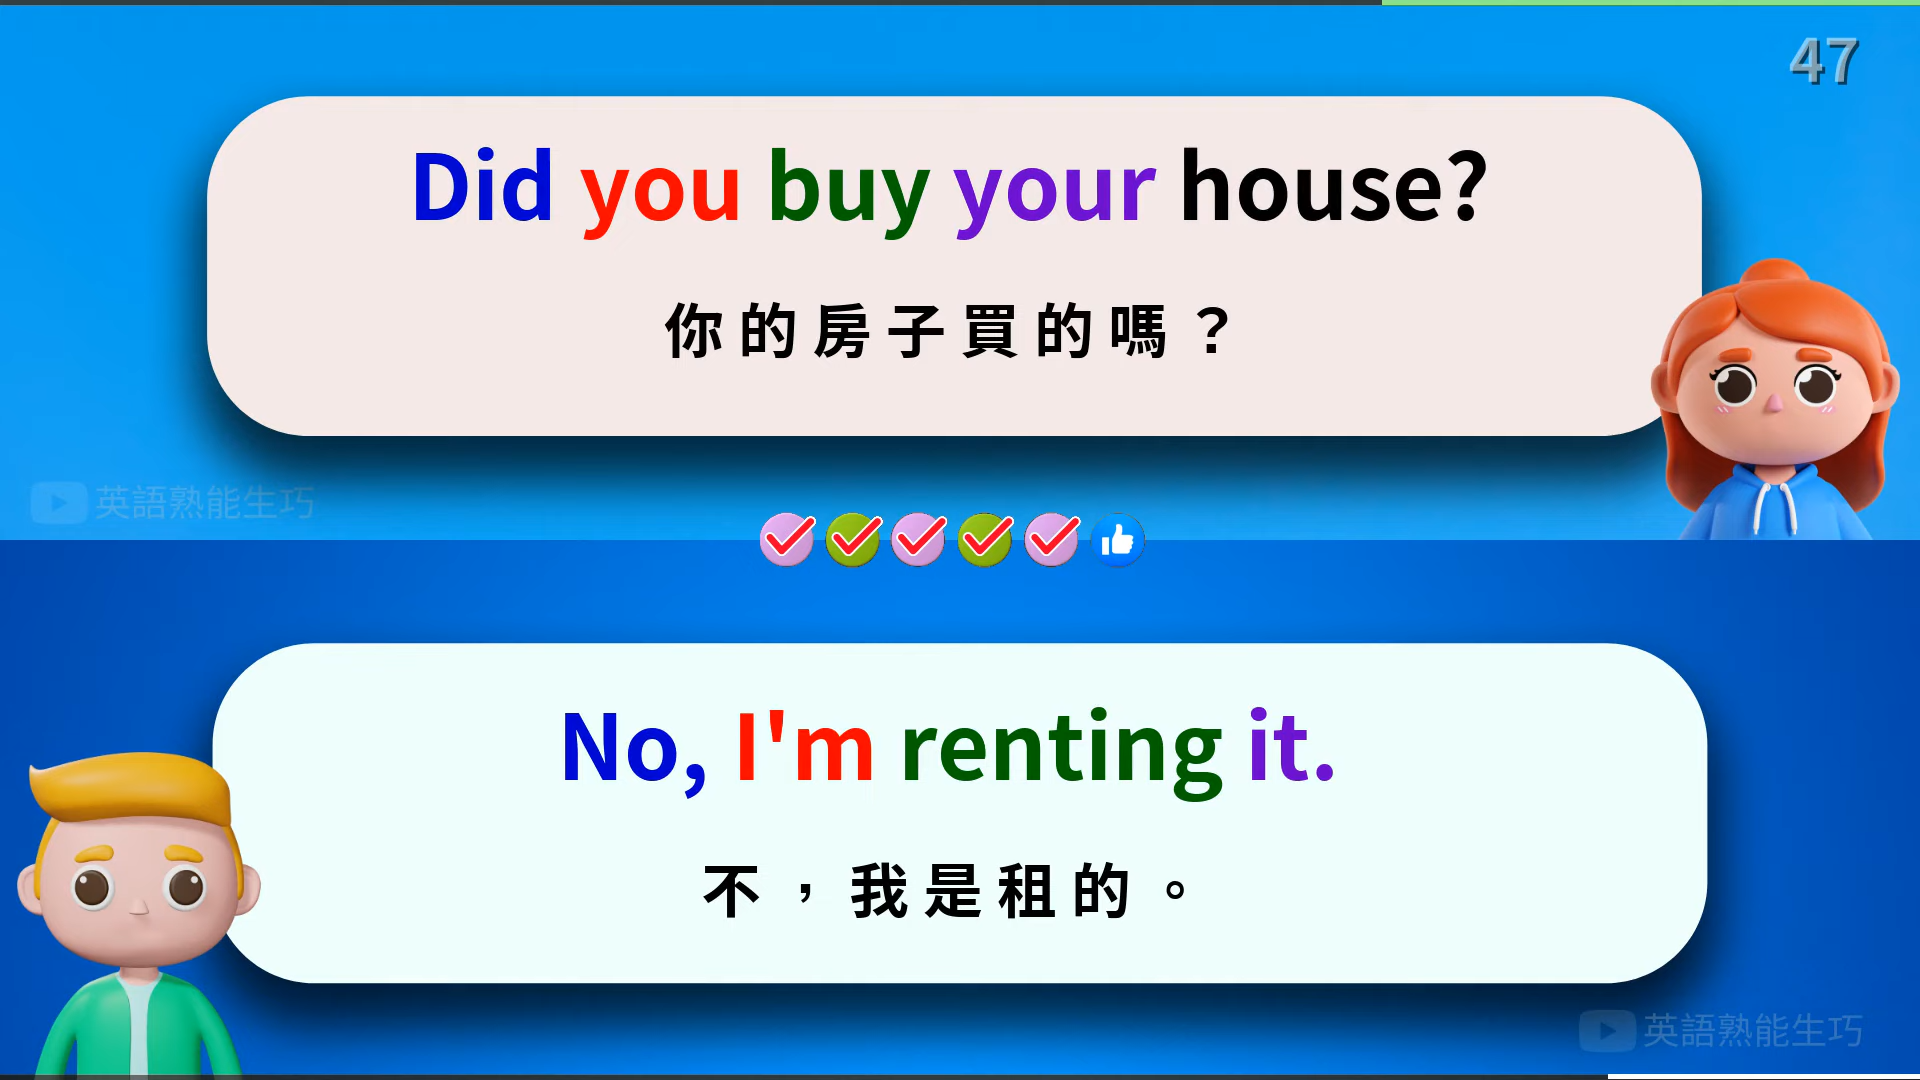 47
Did you buy your house?
你的房子買的嗎？
英語熟能生巧
No, I'm renting it.
不，我是租的。
英語熟能生巧